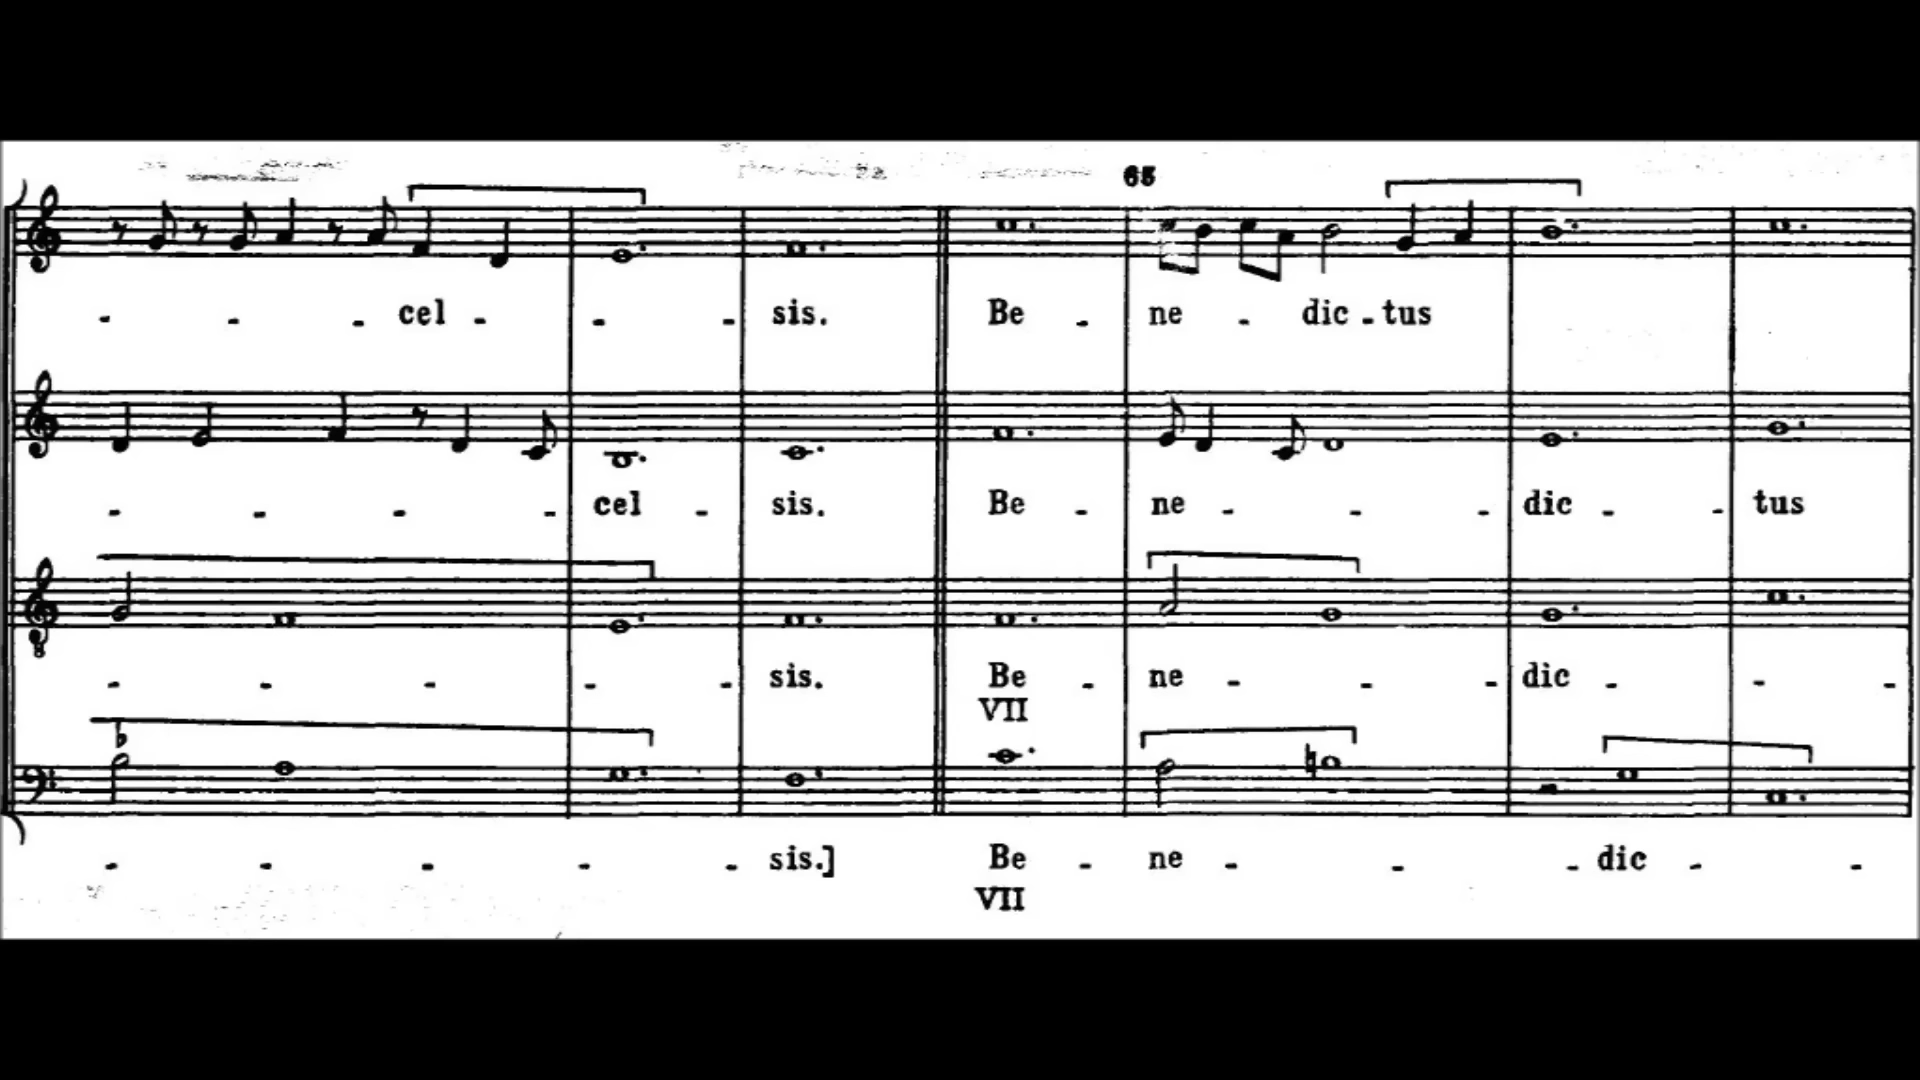 65
- - - cel - - - sis. Be - ne - dic - tus
- - - - cel - sis. Be - ne - - - dic - - tus
8
- - - - - sis. Be - ne - - - dic - - -
VII
♭
♮
- - - - - sis.] Be - ne - - - dic - -
VII